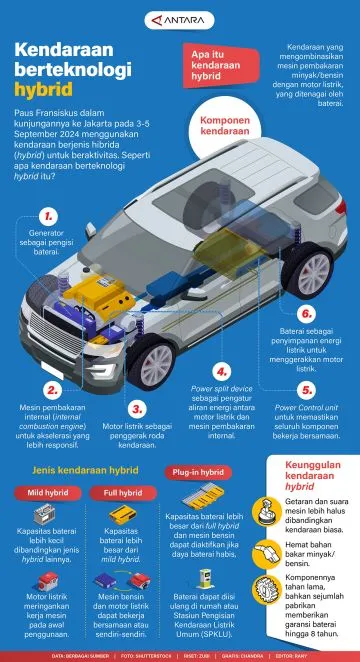 ANTARA
Kendaraan
berteknologi
hybrid
Paus Fransiskus dalam
kunjungannya ke Jakarta pada 3-5
September 2024 menggunakan
kendaraan berjenis hibrida
(hybrid) untuk beraktivitas. Seperti
apa kendaraan berteknologi
hybrid itu?
Apa itu
kendaraan
hybrid
Kendaraan yang
mengombinasikan
mesin pembakaran
minyak/bensin
dengan motor listrik,
yang ditenagai oleh
baterai.
Komponen
kendaraan
1.
Generator
sebagai pengisi
baterai.
2.
Mesin pembakaran
internal (internal
combustion engine)
untuk akselerasi yang
lebih responsif.
3.
Motor listrik sebagai
penggerak roda
kendaraan.
4.
Power split device
sebagai pengatur
aliran energi antara
motor listrik dan
mesin pembakaran
internal.
5.
Power Control unit
untuk memastikan
seluruh komponen
bekerja bersamaan.
6.
Baterai sebagai
penyimpanan energi
listrik untuk
menggerakkan motor
listrik.
Jenis kendaraan hybrid
Mild hybrid
Kapasitas baterai
lebih kecil
dibandingkan jenis
hybrid lainnya.
Motor listrik
meringankan
kerja mesin
pada awal
penggunaan.
Full hybrid
Kapasitas
baterai lebih
besar dari
mild hybrid.
Mesin bensin
dan motor listrik
dapat bekerja
bersamaan atau
sendiri-sendiri.
Plug-in hybrid
Kapasitas baterai lebih
besar dari full hybrid
dan mesin bensin
dapat diaktifkan jika
daya baterai habis.
Baterai dapat diisi
ulang di rumah atau
Stasiun Pengisian
Kendaraan Listrik
Umum (SPKLU).
Keunggulan
kendaraan
hybrid
Getaran dan suara
mesin lebih halus
dibandingkan
kendaraan biasa.
Hemat bahan
bakar minyak/
bensin.
Komponennya
tahan lama,
bahkan sejumlah
pabrikan
memberikan
garansi baterai
hingga 8 tahun.
DATA: BERBAGAI SUMBER | FOTO: SHUTTERSTOCK | RISET: ZUBI | GRAFIS: CHANDRA | EDITOR: RANY